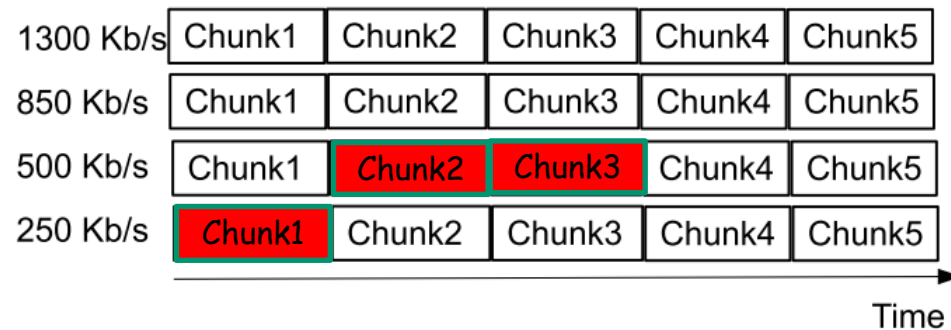 1300 Kb/s Chunk1 Chunk2 Chunk3 Chunk4 Chunk5
850 Kb/s Chunk1 Chunk2 Chunk3 Chunk4 Chunk5
500 Kb/s Chunk1 Chunk2 Chunk3 Chunk4 Chunk5
250 Kb/s Chunk1 Chunk2 Chunk3 Chunk4 Chunk5
Time